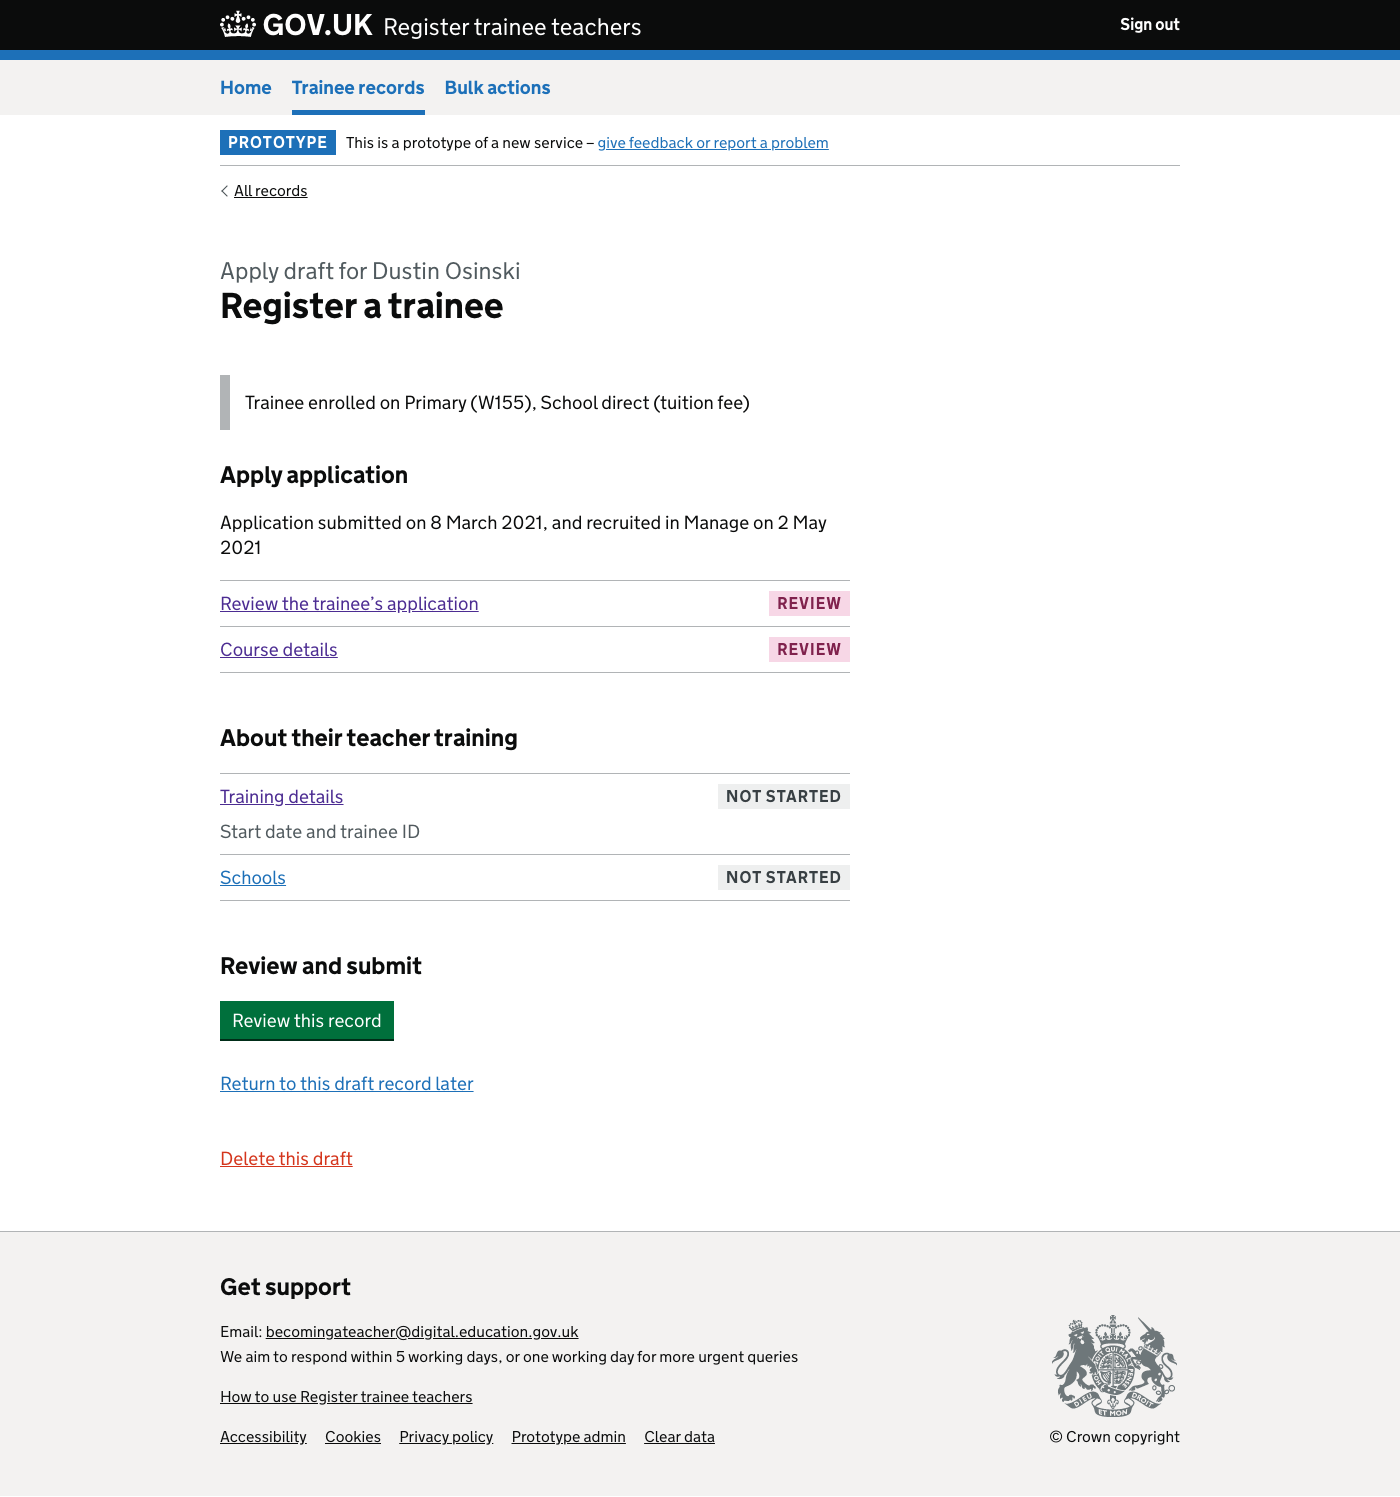 GOV.UK Register trainee teachers Sign out
Home Trainee records Bulk actions
PROTOTYPE This is a prototype of a new service – give feedback or report a problem
All records
Apply draft for Dustin Osinski
Register a trainee
Trainee enrolled on Primary (W155), School direct (tuition fee)
Apply application
Application submitted on 8 March 2021, and recruited in Manage on 2 May
2021
Review the trainee’s application REVIEW
Course details REVIEW
About their teacher training
Training details NOT STARTED
Start date and trainee ID
Schools NOT STARTED
Review and submit
Review this record
Return to this draft record later
Delete this draft
Get support
Email: becomingateacher@digital.education.gov.uk
We aim to respond within 5 working days, or one working day for more urgent queries
How to use Register trainee teachers
Accessibility Cookies Privacy policy Prototype admin Clear data
© Crown copyright